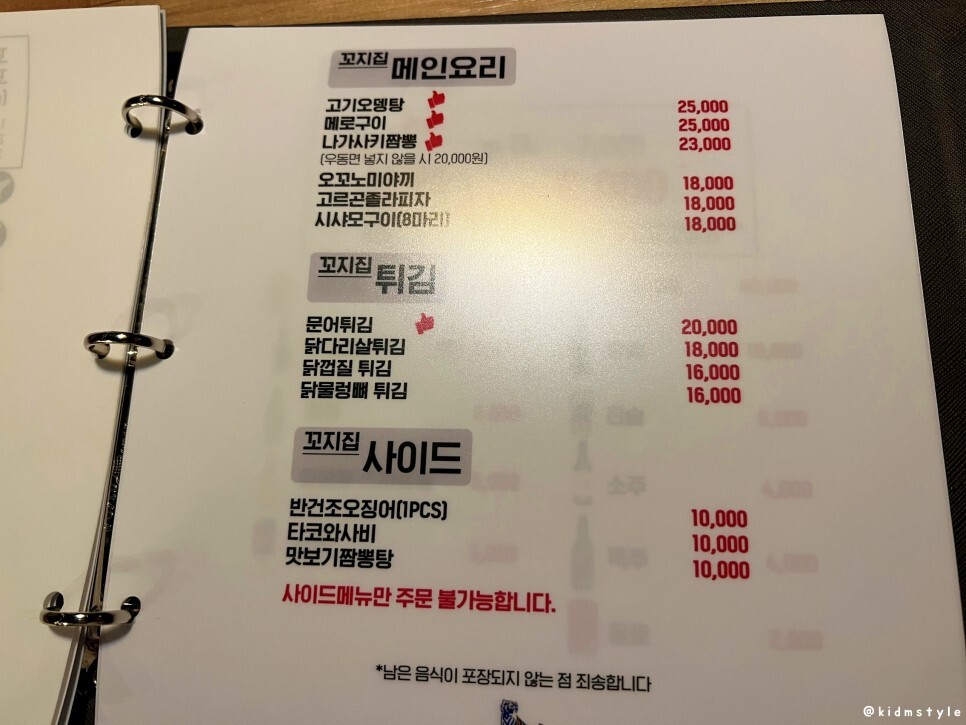 꼬지집 메인요리
고기오뎅탕 25,000
메로구이 25,000
나가사키짬뽕 23,000
(우동면 넣지 않을 시 20,000원)
오꼬노미야끼 18,000
고르곤졸라피자 18,000
시샤모구이(8마리) 18,000
꼬지집 튀김
문어튀김 20,000
닭다리살튀김 18,000
닭껍질 튀김 16,000
닭물렁뼈 튀김 16,000
꼬지집 사이드
반건조오징어(1PCS) 10,000
타코와사비 10,000
맛보기짬뽕탕 10,000
사이드메뉴만 주문 불가능합니다.
*남은 음식이 포장되지 않는 점 죄송합니다
@kidmstyle